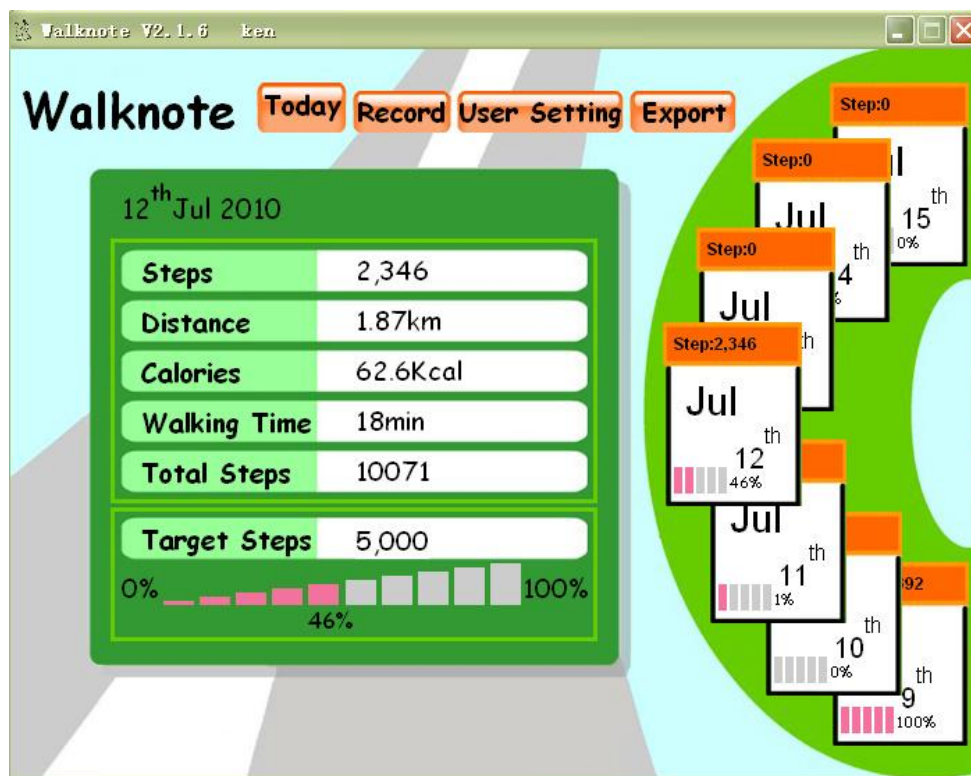 Walknote V2.1.6 ken
Walknote Today Record User Setting Export
12th Jul 2010
Steps 2,346
Distance 1.87km
Calories 62.6Kcal
Walking Time 18min
Total Steps 10071
Target Steps 5,000
0% 100%
46%
Step:0
15th
0%
Step:0
Jul
th
Step:0
Jul
Step:2,346
Jul
12th
46%
Jul
11th
1%
10th
0%
9th
100%